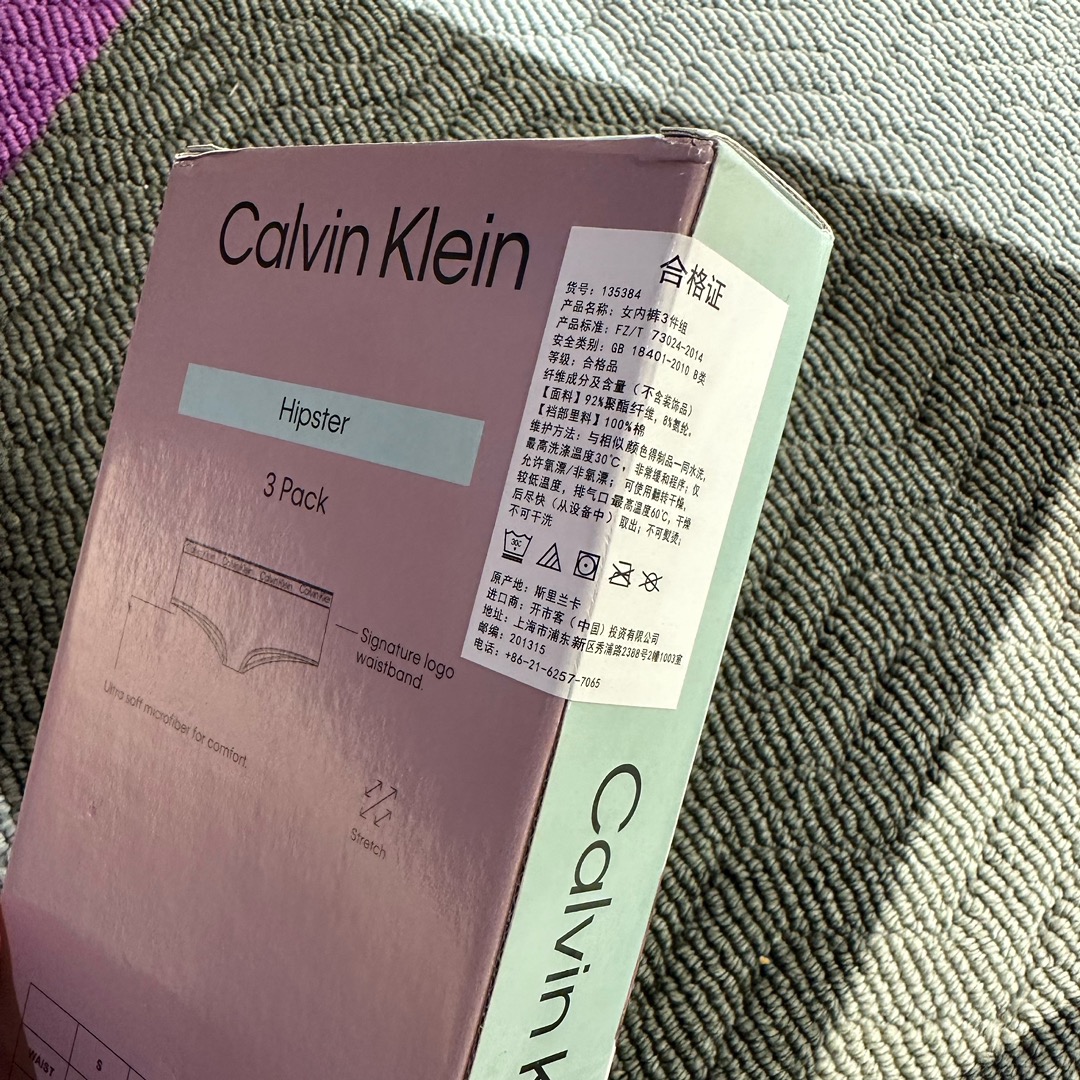 Calvin Klein
Hipster
3 Pack
Signature logo
waistband.
Ultra soft microfiber for comfort.
Stretch
S
WAIST
合格证
货号：135384
产品名称：女内裤3件组
产品标准：FZ/T 73024-2014
安全类别：GB 18401-2010 B类
等级：合格品
纤维成分及含量（不含装饰品）
【面料】92%聚酯纤维，8%氨纶，
【裆部里料】100%棉
维护方法：与相似颜色得制品一同水洗，
最高洗涤温度30℃，非常缓和程序；仅
允许氧漂/非氯漂；可使用翻转干燥，
较低温度，排气口最高温度60℃，干燥
后尽快（从设备中）取出；不可熨烫；
不可干洗
原产地：斯里兰卡
进口商：开市客（中国）投资有限公司
地址：上海市浦东新区秀浦路2388号2幢1003室
邮编：201315
电话：+86-21-6257-7065
Calvin K